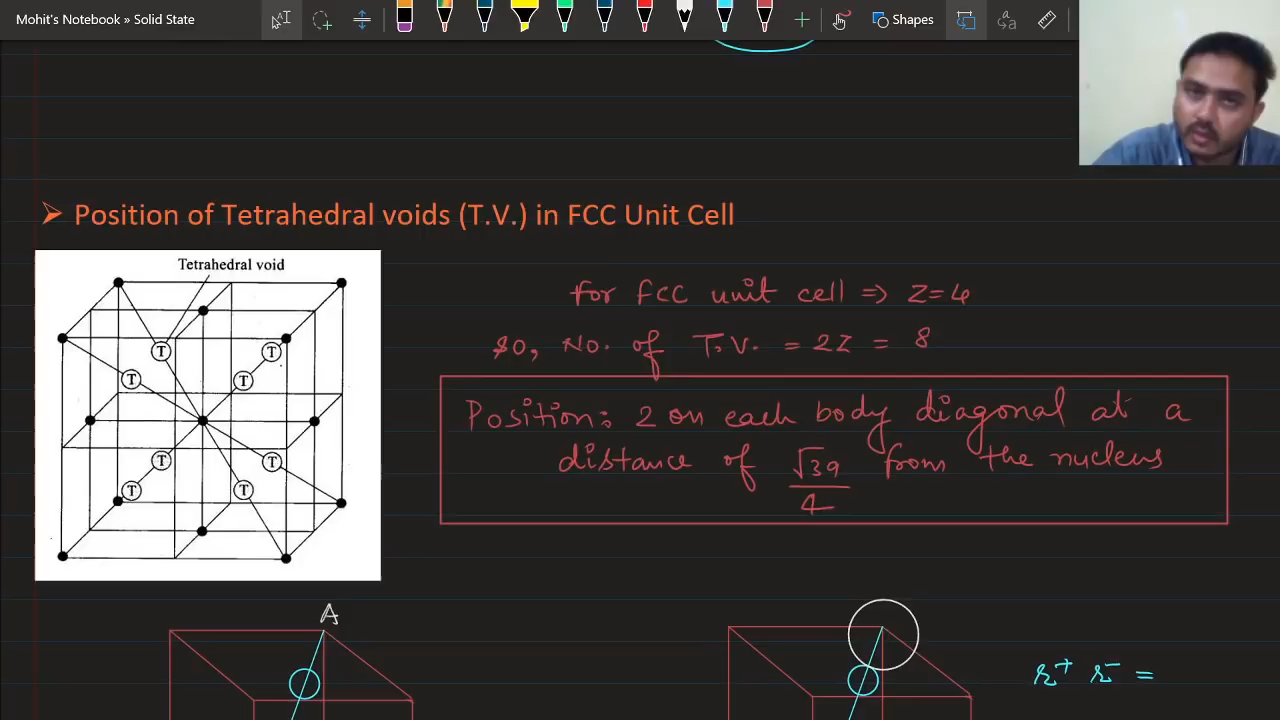 Mohit's Notebook » Solid State
Shapes
Position of Tetrahedral voids (T.V.) in FCC Unit Cell
Tetrahedral void
T
T
T
T
T
T
T
T
for FCC unit cell ⇒ Z=4
so, No. of T.V. = 2Z = 8
Position: 2 on each body diagonal at a
distance of √3a/4 from the nucleus
A
r⁺ r⁻ =